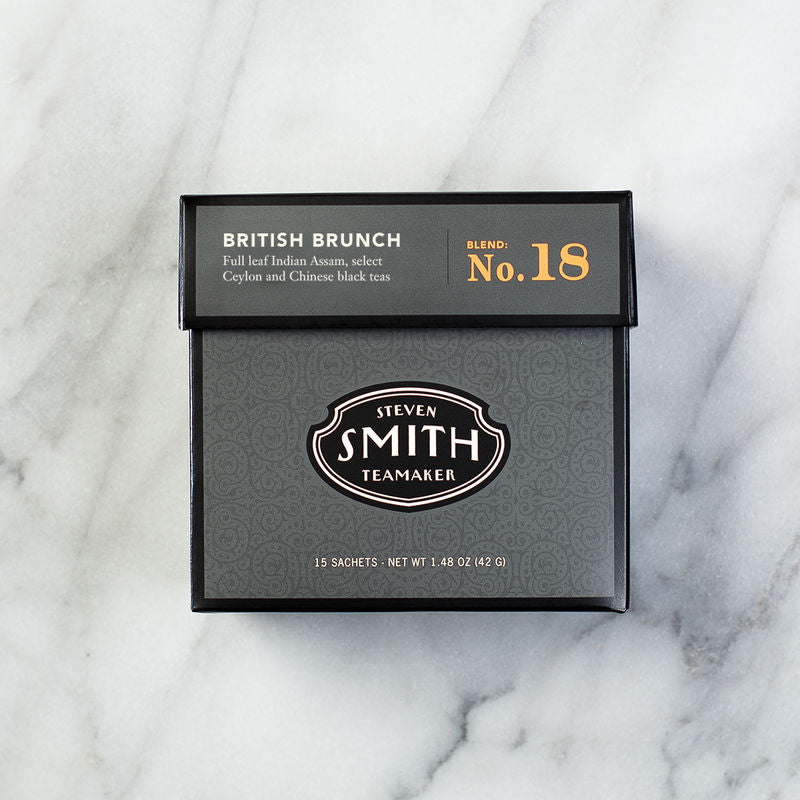 BRITISH BRUNCH
Full leaf Indian Assam, select
Ceylon and Chinese black teas
BLEND:
No. 18
STEVEN
SMITH
TEAMAKER
15 SACHETS - NET WT 1.48 OZ (42 G)